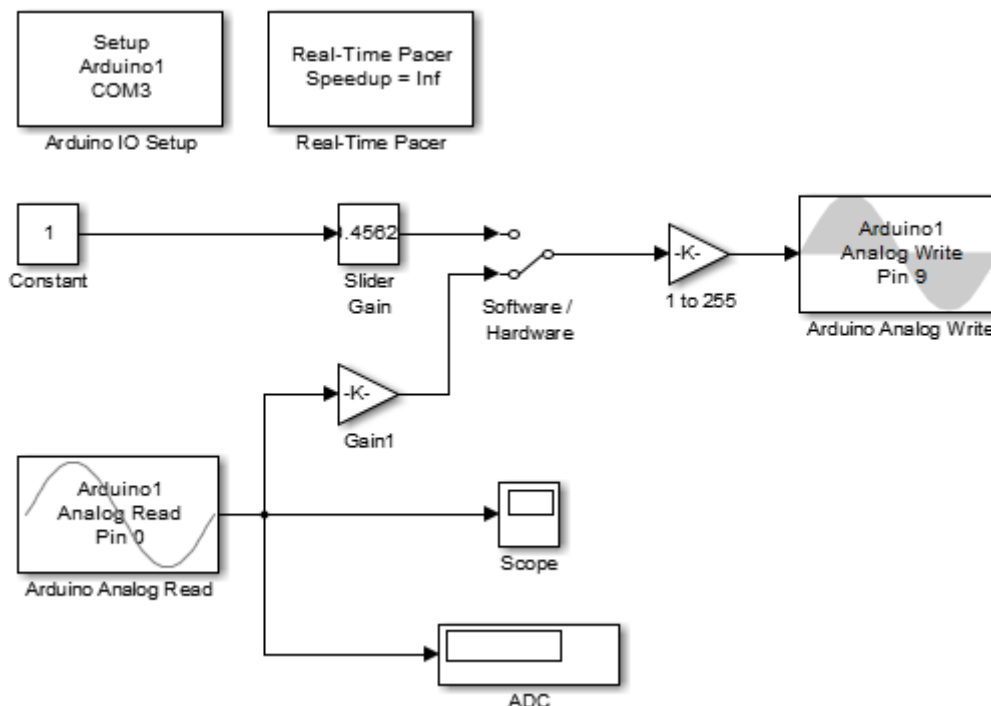 Setup
Arduino1
COM3
Arduino IO Setup
Real-Time Pacer
Speedup = Inf
Real-Time Pacer
1
Constant
.4562
Slider
Gain
Software /
Hardware
-K-
1 to 255
Arduino1
Analog Write
Pin 9
Arduino Analog Write
-K-
Gain1
Arduino1
Analog Read
Pin 0
Arduino Analog Read
Scope
ADC